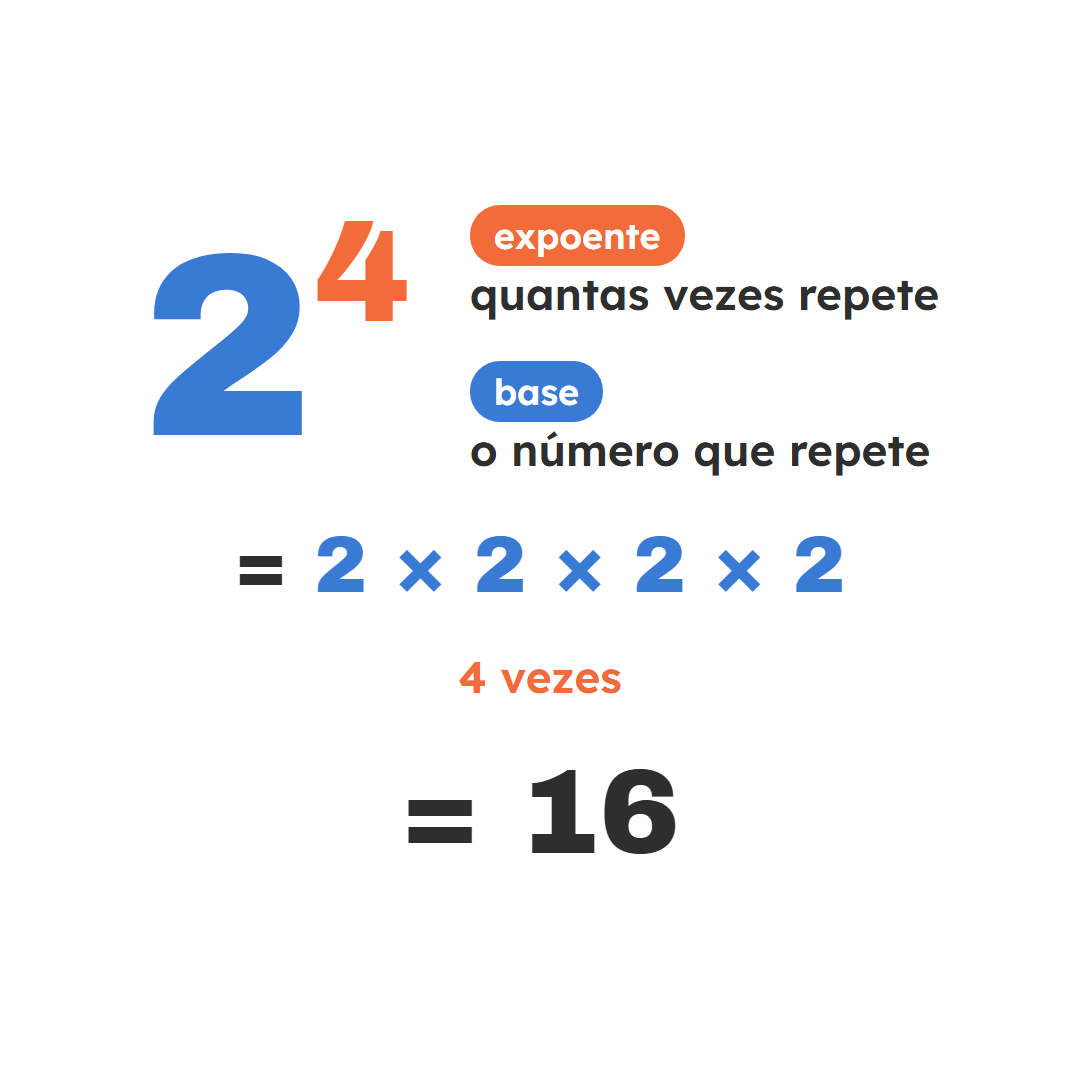 2⁴
expoente
quantas vezes repete
base
o número que repete
= 2 × 2 × 2 × 2
4 vezes
= 16